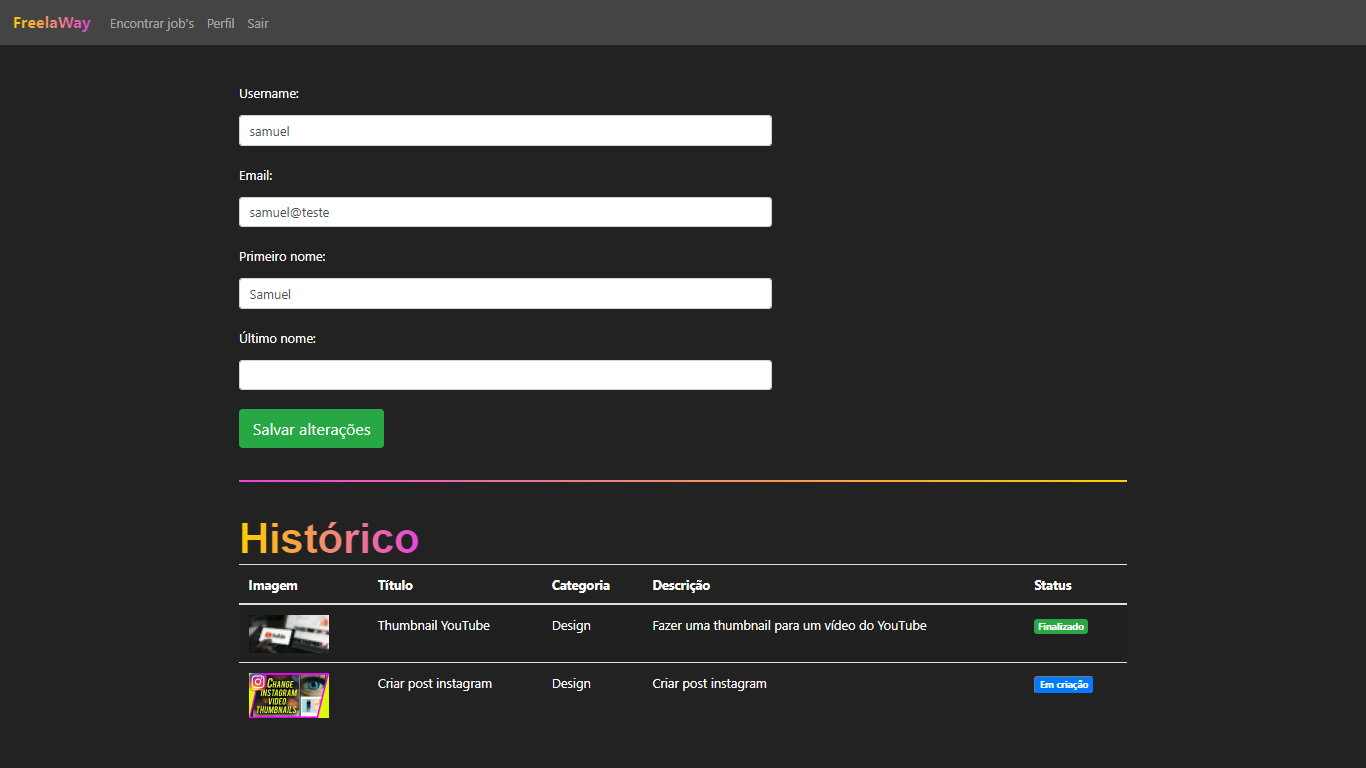 FreelaWay Encontrar job's Perfil Sair
Username:
samuel
Email:
samuel@teste
Primeiro nome:
Samuel
Último nome:
Salvar alterações
Histórico
Imagem Título Categoria Descrição Status
Thumbnail YouTube Design Fazer uma thumbnail para um vídeo do YouTube Finalizado
CHANGE
INSTAGRAM
VIDEO
THUMBNAILS
Criar post instagram Design Criar post instagram Em criação